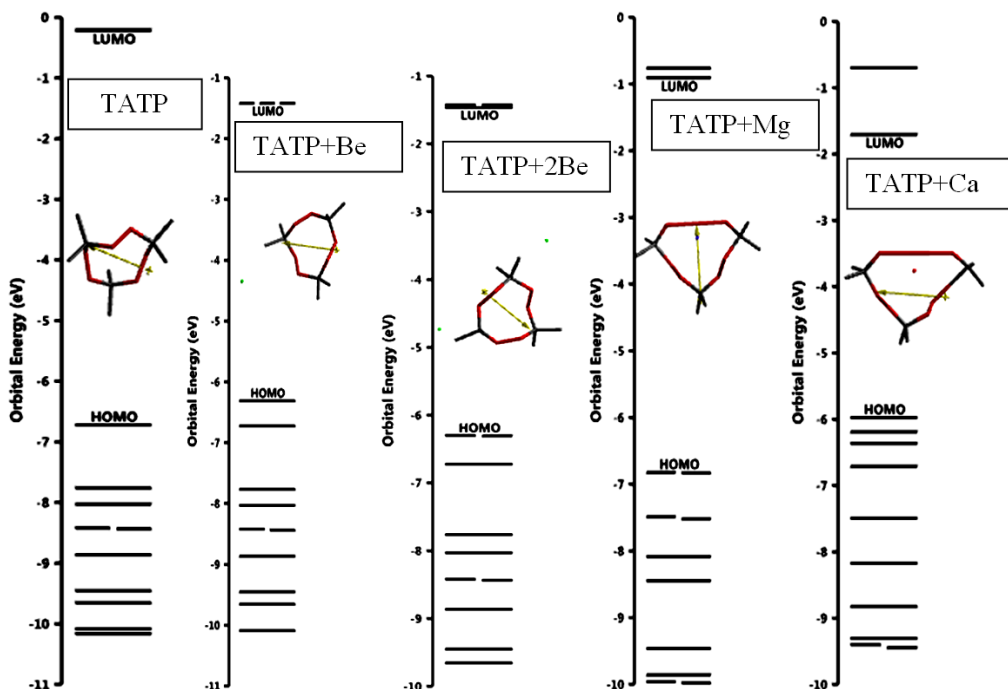 0
-1
-2
-3
-4
-5
-6
-7
-8
-9
-10
-11
Orbital Energy (eV)
LUMO
TATP
HOMO
-1
-2
-3
-4
-5
-6
-7
-8
-9
-10
-11
Orbital Energy (eV)
LUMO
TATP+Be
HOMO
-1
-2
-3
-4
-5
-6
-7
-8
-9
-10
Orbital Energy (eV)
LUMO
TATP+2Be
HOMO
0
-1
-2
-3
-4
-5
-6
-7
-8
-9
-10
Orbital Energy (eV)
LUMO
TATP+Mg
HOMO
0
-1
-2
-3
-4
-5
-6
-7
-8
-9
-10
Orbital Energy (eV)
LUMO
TATP+Ca
HOMO